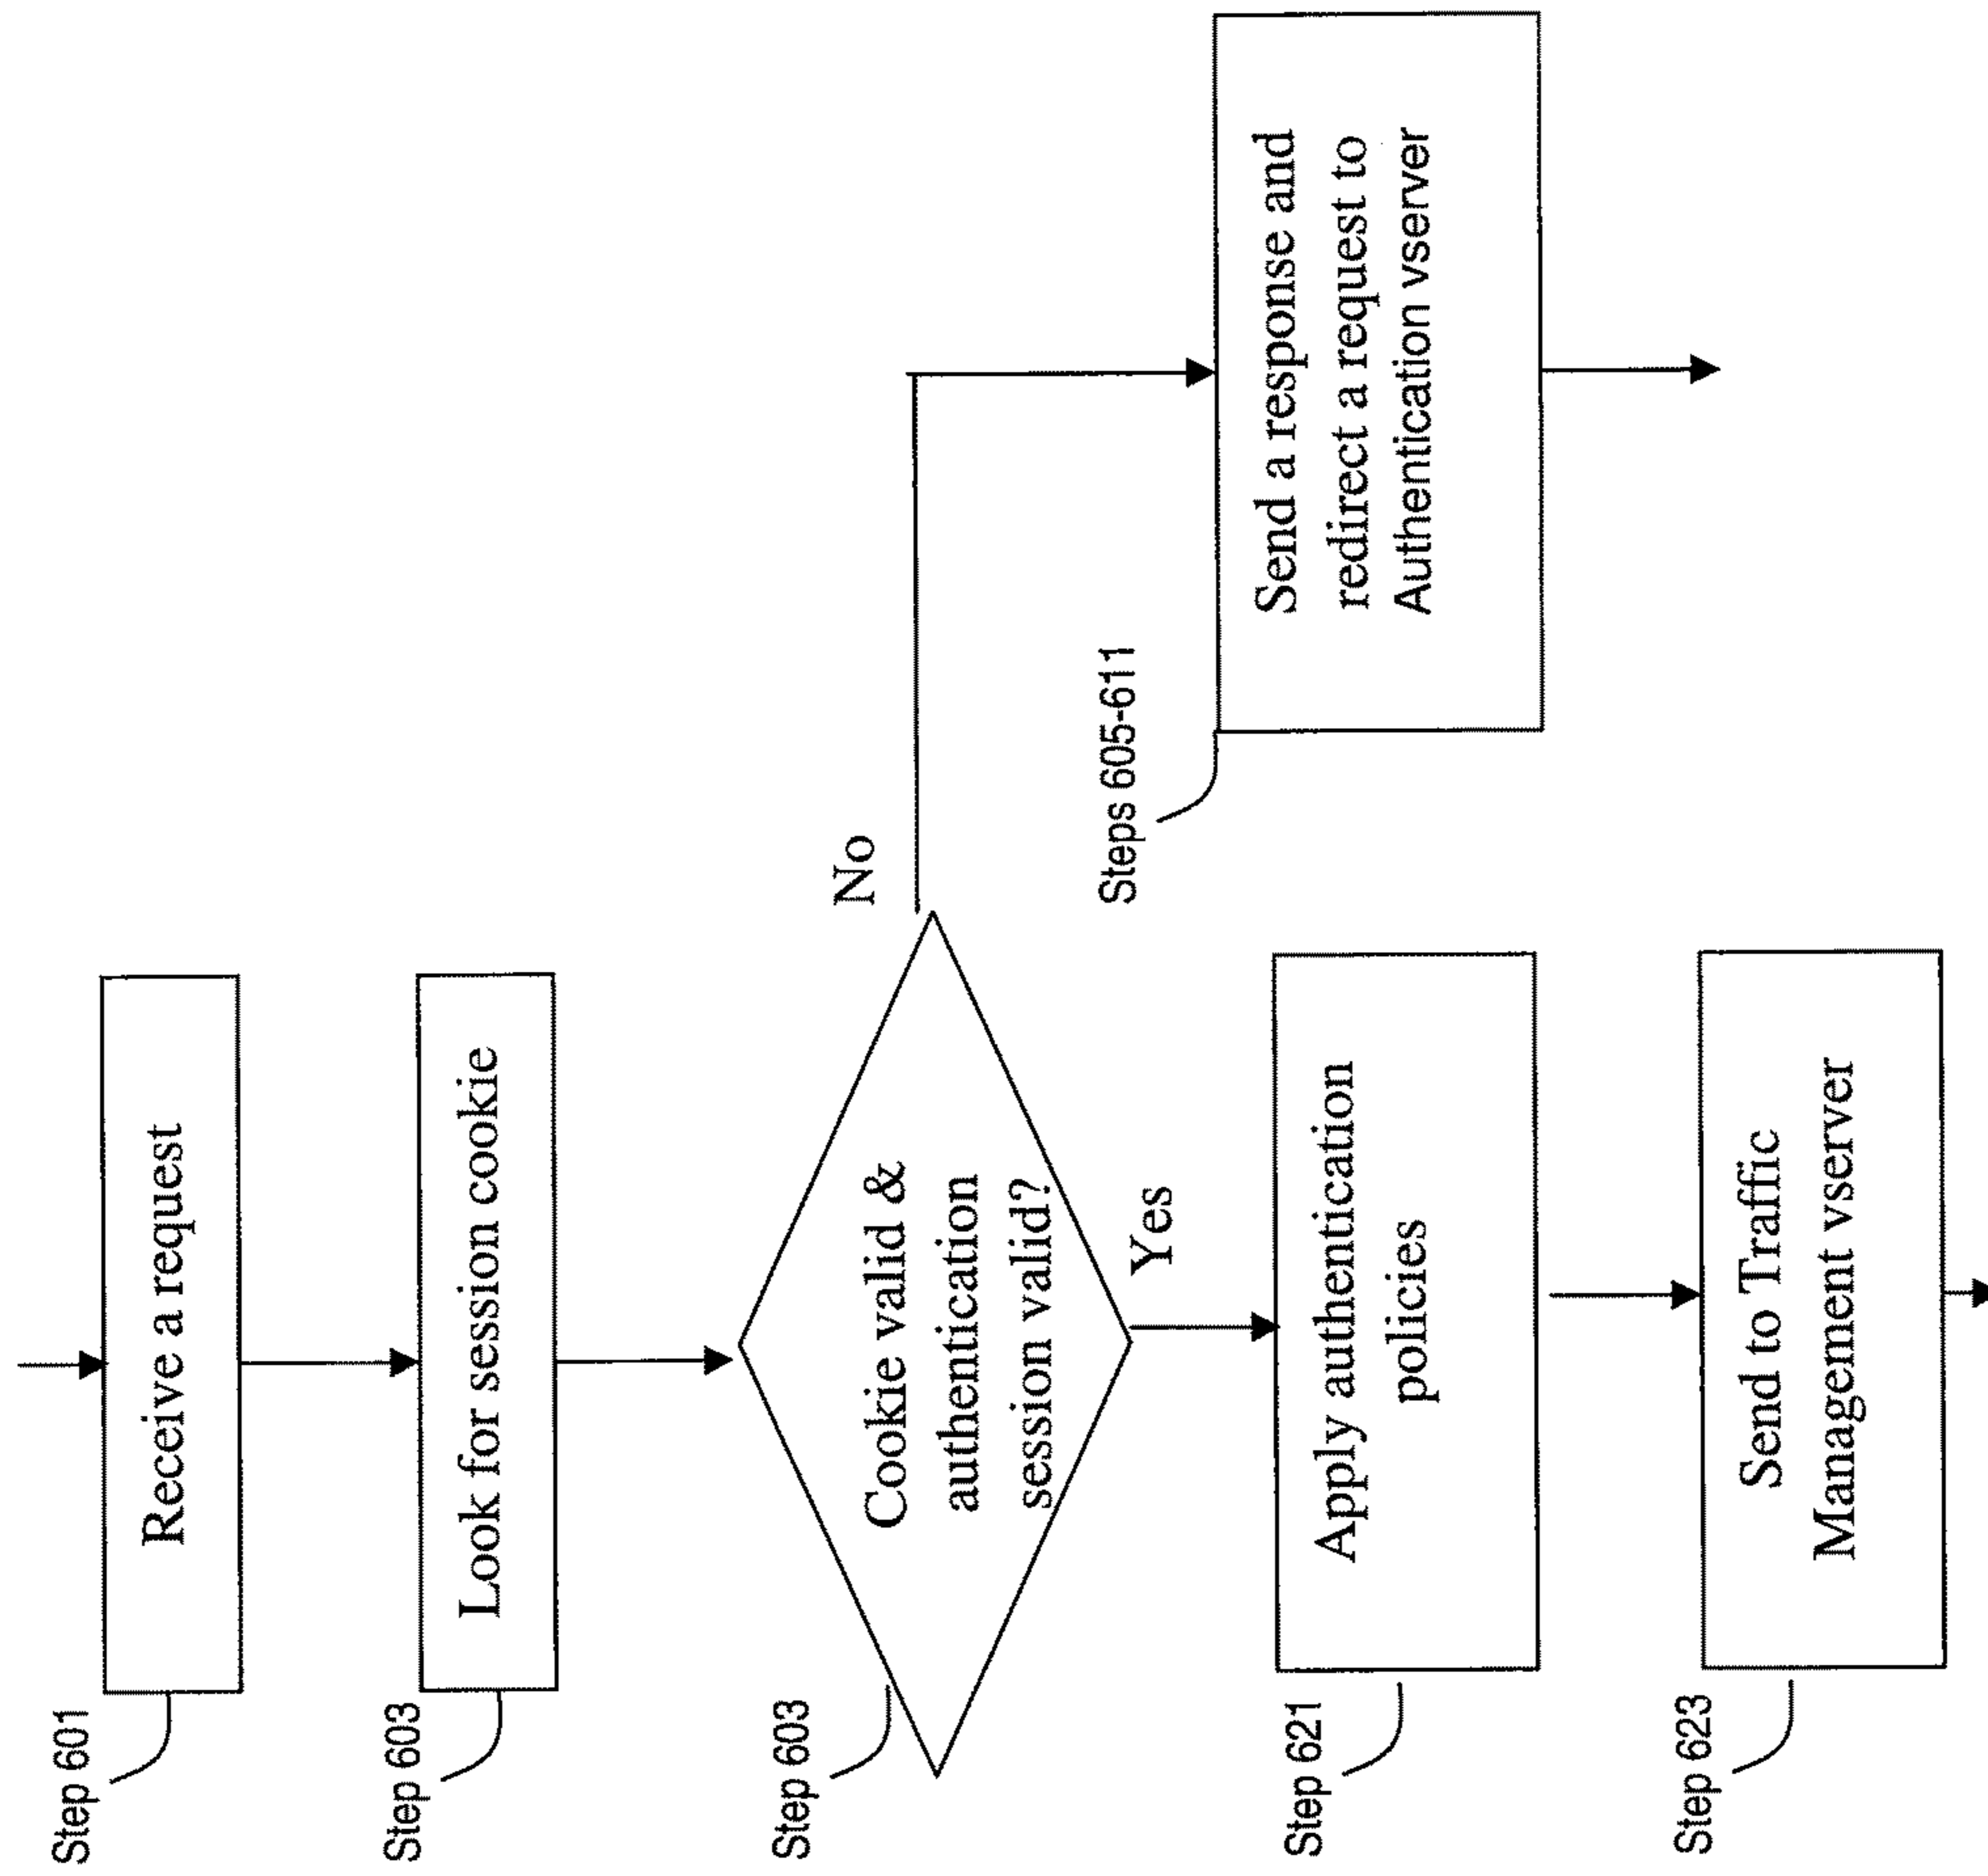 Step 601
Receive a request
Step 603
Look for session cookie
Step 603
Cookie valid &
authentication
session valid?
No
Yes
Steps 605-611
Send a response and
redirect a request to
Authentication vserver
Step 621
Apply authentication
policies
Step 623
Send to Traffic
Management vserver